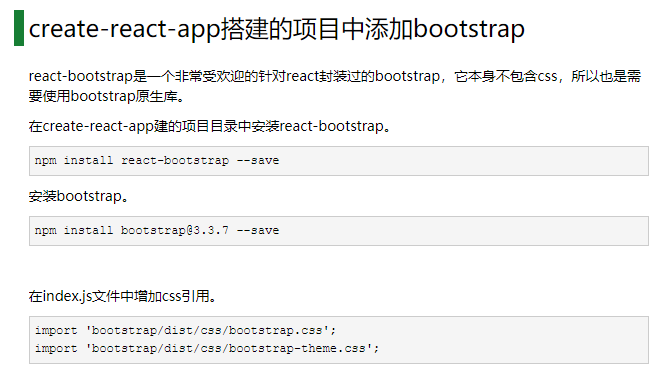 create-react-app搭建的项目中添加bootstrap
react-bootstrap是一个非常受欢迎的针对react封装过的bootstrap，它本身不包含css，所以也是需
要使用bootstrap原生库。
在create-react-app建的项目目录中安装react-bootstrap。
npm install react-bootstrap --save
安装bootstrap。
npm install bootstrap@3.3.7 --save
在index.js文件中增加css引用。
import 'bootstrap/dist/css/bootstrap.css';
import 'bootstrap/dist/css/bootstrap-theme.css';